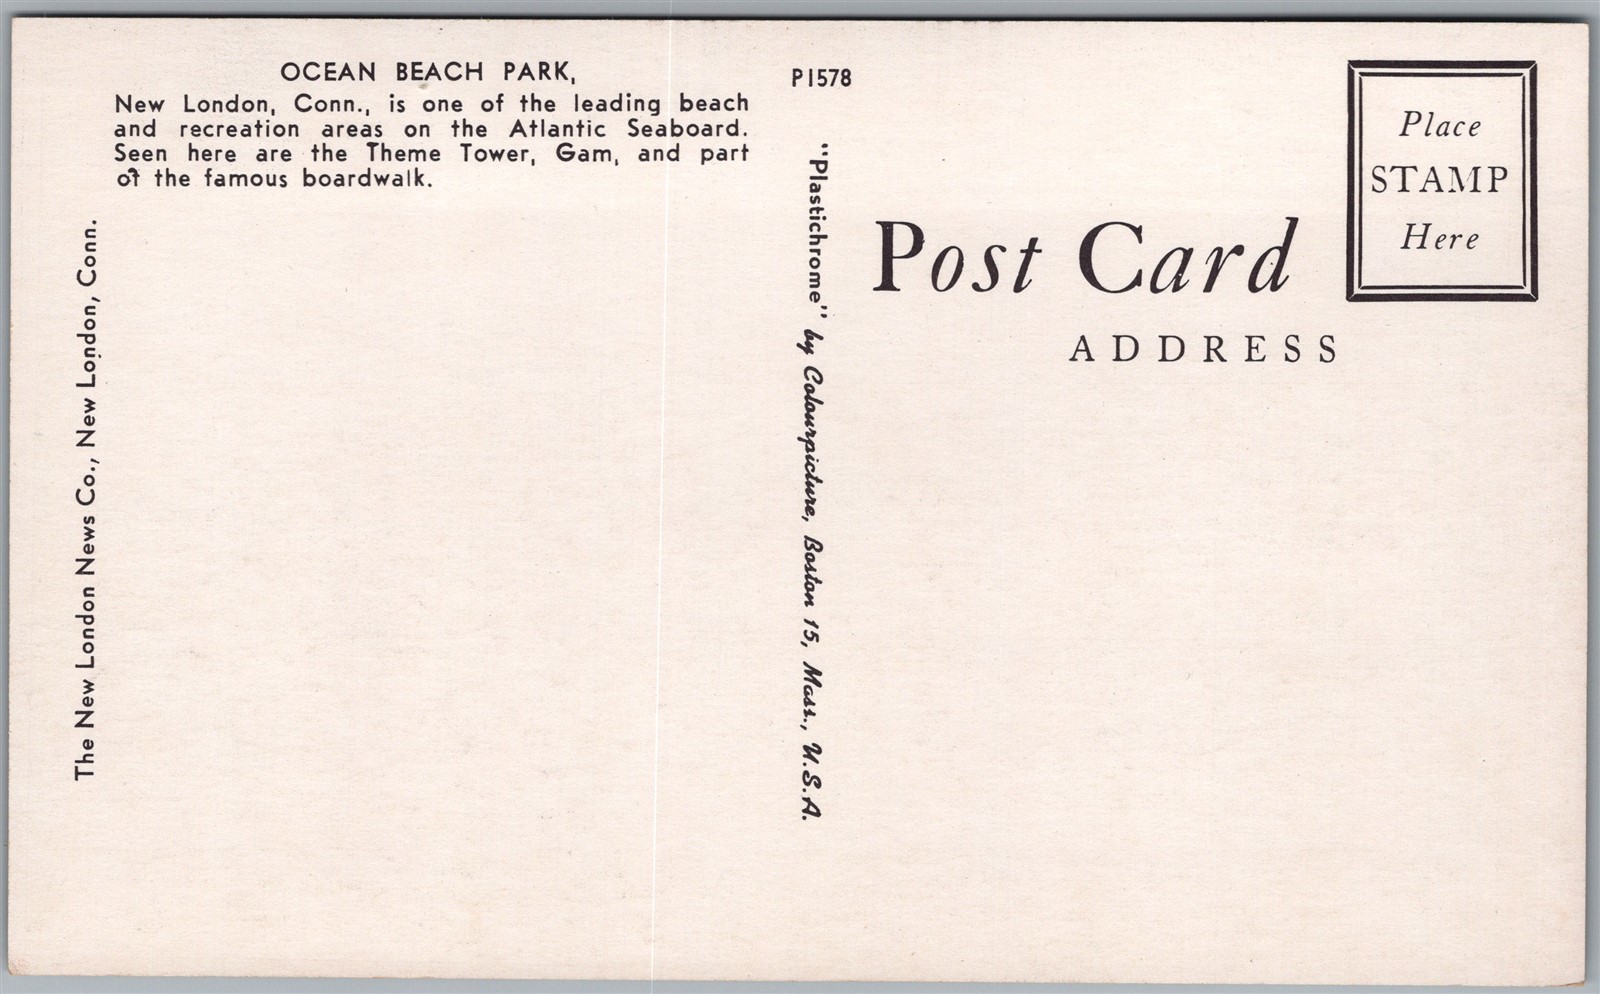 OCEAN BEACH PARK,
New London, Conn., is one of the leading beach
and recreation areas on the Atlantic Seaboard.
Seen here are the Theme Tower, Gam, and part
of the famous boardwalk.
The New London News Co., New London, Conn.
P1578
"Plastichrome" by Colourpicture, Boston 15, Mass., U.S.A.
Post Card
ADDRESS
Place
STAMP
Here